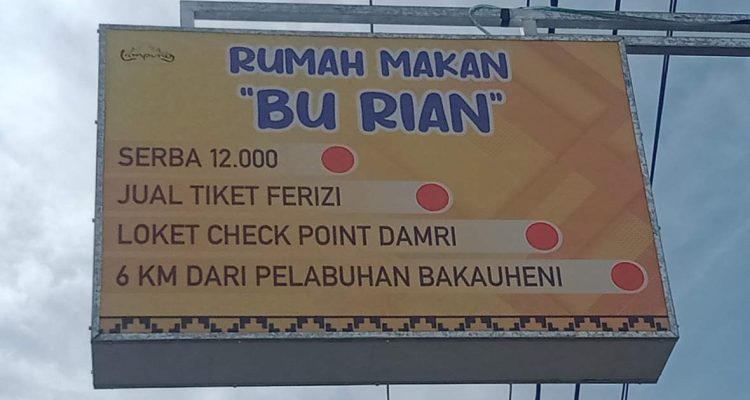 Lampung
RUMAH MAKAN
"BU RIAN"
SERBA 12.000
JUAL TIKET FERIZI
LOKET CHECK POINT DAMRI
6 KM DARI PELABUHAN BAKAUHENI